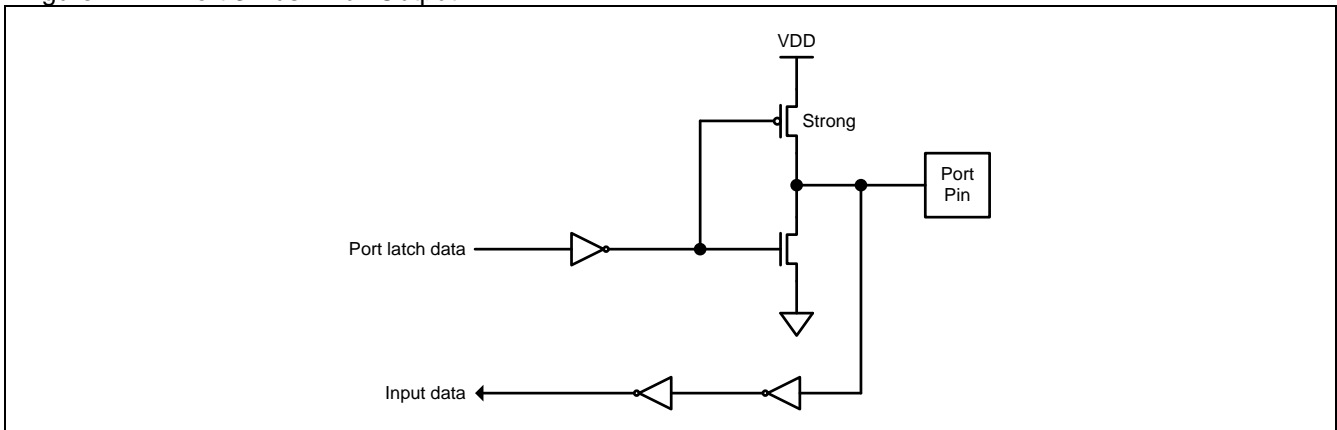 VDD
Strong
Port
Pin
Port latch data
Input data